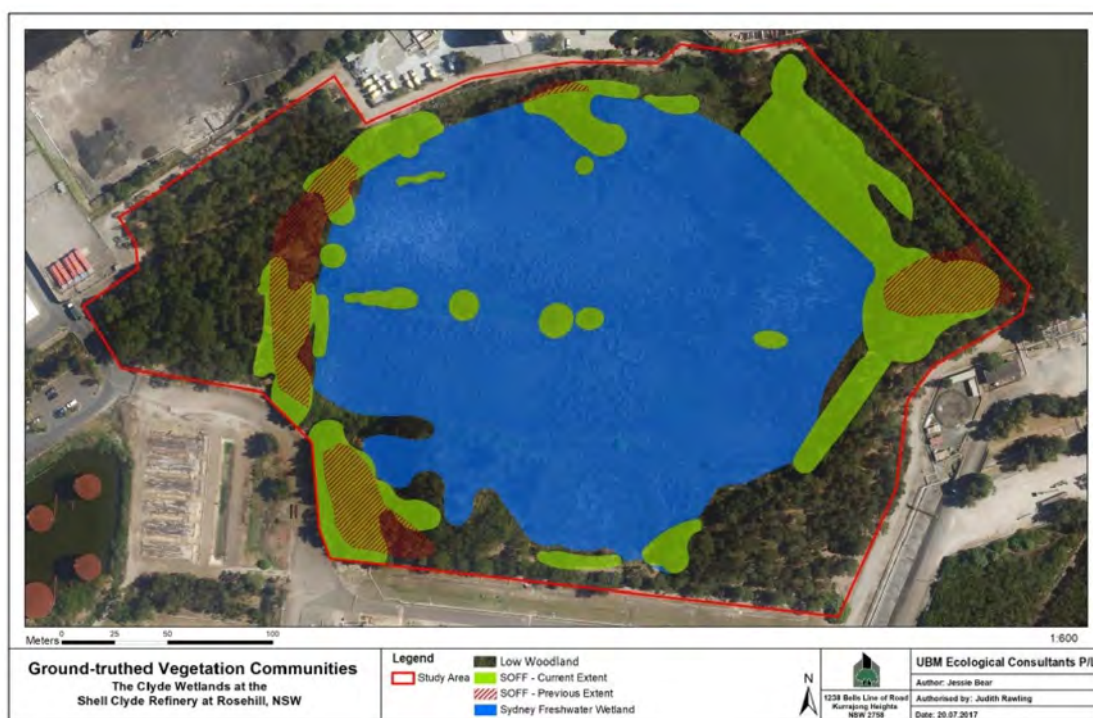 Meters
0 25 50 100
1:600
Ground-truthed Vegetation Communities
The Clyde Wetlands at the
Shell Clyde Refinery at Rosehill, NSW
Legend
Study Area
Low Woodland
SOFF - Current Extent
SOFF - Previous Extent
Sydney Freshwater Wetland
N
1238 Bells Line of Road
Kurrajong Heights
NSW 2758
UBM Ecological Consultants P/L
Author: Jessie Bear
Authorised by: Judith Rawling
Date: 20.07.2017